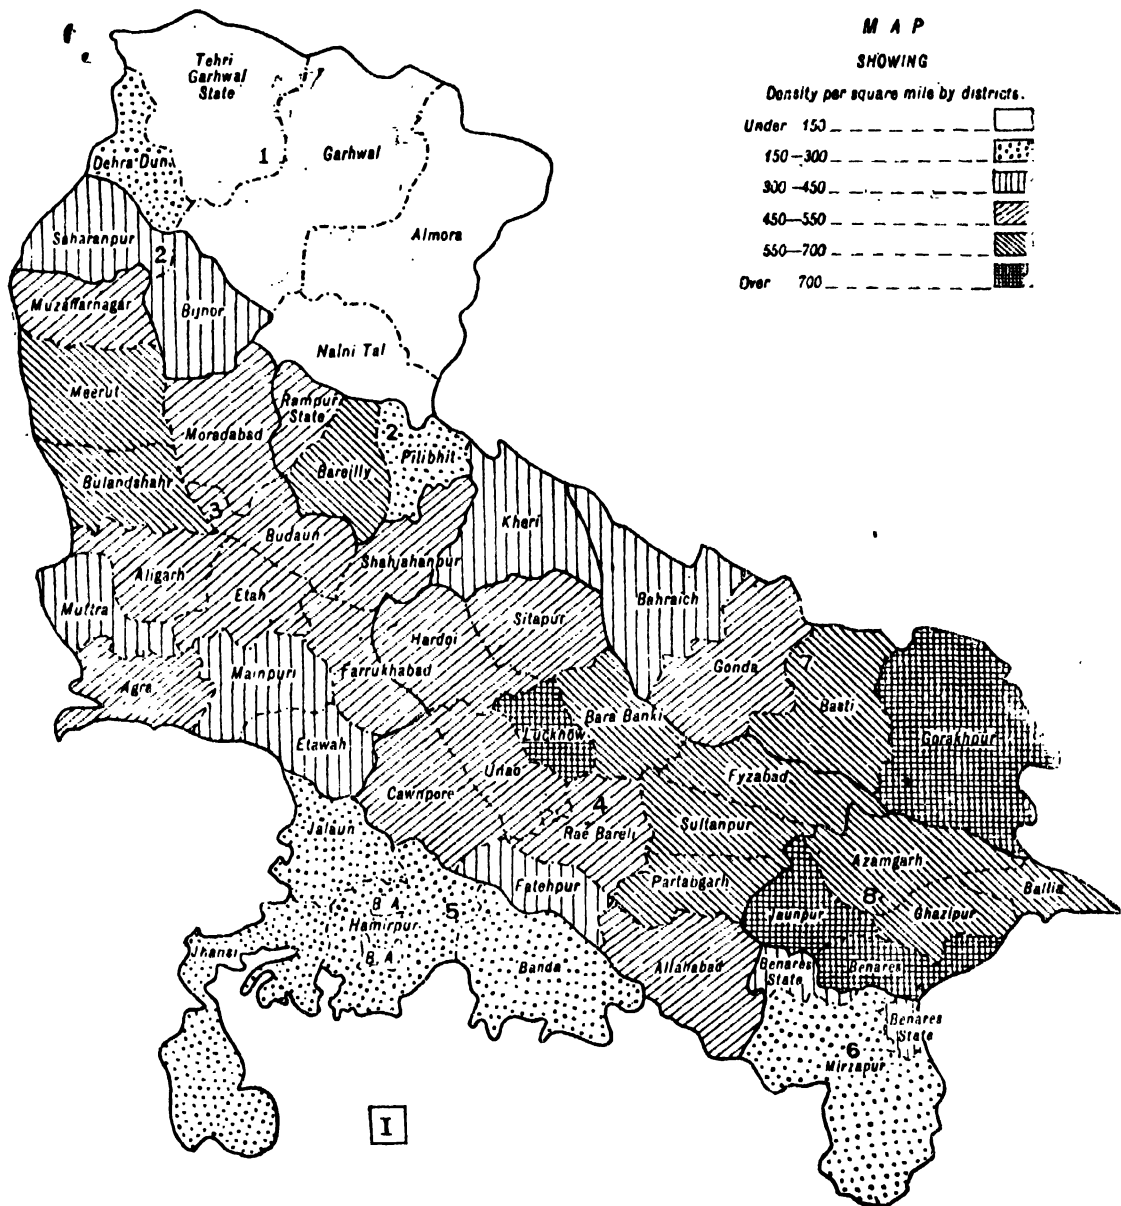 MAP
SHOWING
Density per square mile by districts.
Under 150
150—300
300—450
450—550
550—700
Over 700
Tehri
Garhwal
State
Dehra Dun
1
Garhwal
Almora
Saharanpur
2
Bijnor
Muzaffarnagar
Naini Tal
Meerut
Rampur
State
Moradabad
2
Pilibhit
Bareilly
Bulandshahr
3
Budaun
Kheri
Shahjahanpur
Aligarh
Etah
Muttra
Bahraich
Hardoi
Sitapur
Farrukhabad
Gonda
7
Mainpuri
Agra
Basti
Bara Banki
Lucknow
Gorakhpur
Etawah
Unao
Fyzabad
Cawnpore
4
Rae Bareli
Sultanpur
Jalaun
Azamgarh
Fatehpur
Partabgarh
Ballia
B A
Hamirpur
B. A
5
Jaunpur
8
Ghazipur
Jhansi
Banda
Allahabad
Benares
State
Benares
Benares
State
6
Mirzapur
I